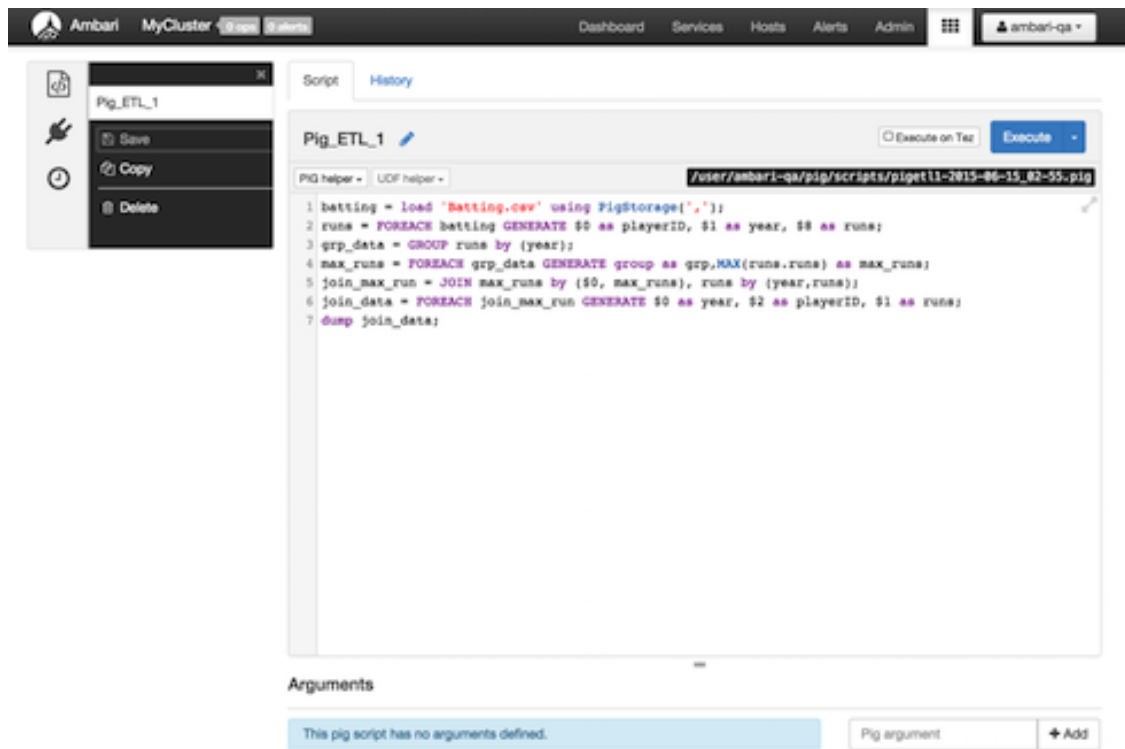 Ambari MyCluster 0 ops 0 alerts Dashboard Services Hosts Alerts Admin ambari-qa
Pig_ETL_1
Save
Copy
Delete
Script History
Pig_ETL_1 Execute on Tez Execute
PIG helper UDF helper /user/ambari-qa/pig/scripts/pigetl1-2015-06-15_02-55.pig
1 batting = load 'Batting.csv' using PigStorage(',');
2 runs = FOREACH batting GENERATE $0 as playerID, $1 as year, $8 as runs;
3 grp_data = GROUP runs by (year);
4 max_runs = FOREACH grp_data GENERATE group as grp,MAX(runs.runs) as max_runs;
5 join_max_run = JOIN max_runs by ($0, max_runs), runs by (year,runs);
6 join_data = FOREACH join_max_run GENERATE $0 as year, $2 as playerID, $1 as runs;
7 dump join_data;
Arguments
This pig script has no arguments defined. Pig argument + Add